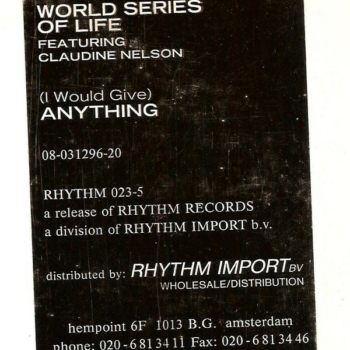 WORLD SERIES
OF LIFE
FEATURING
CLAUDINE NELSON
(I Would Give)
ANYTHING
08-031296-20
RHYTHM 023-5
a release of RHYTHM RECORDS
a division of RHYTHM IMPORT b.v.
distributed by: RHYTHM IMPORT BV
WHOLESALE/DISTRIBUTION
hempoint 6F 1013 B.G. amsterdam
phone: 020-6813411 Fax: 020-6813446